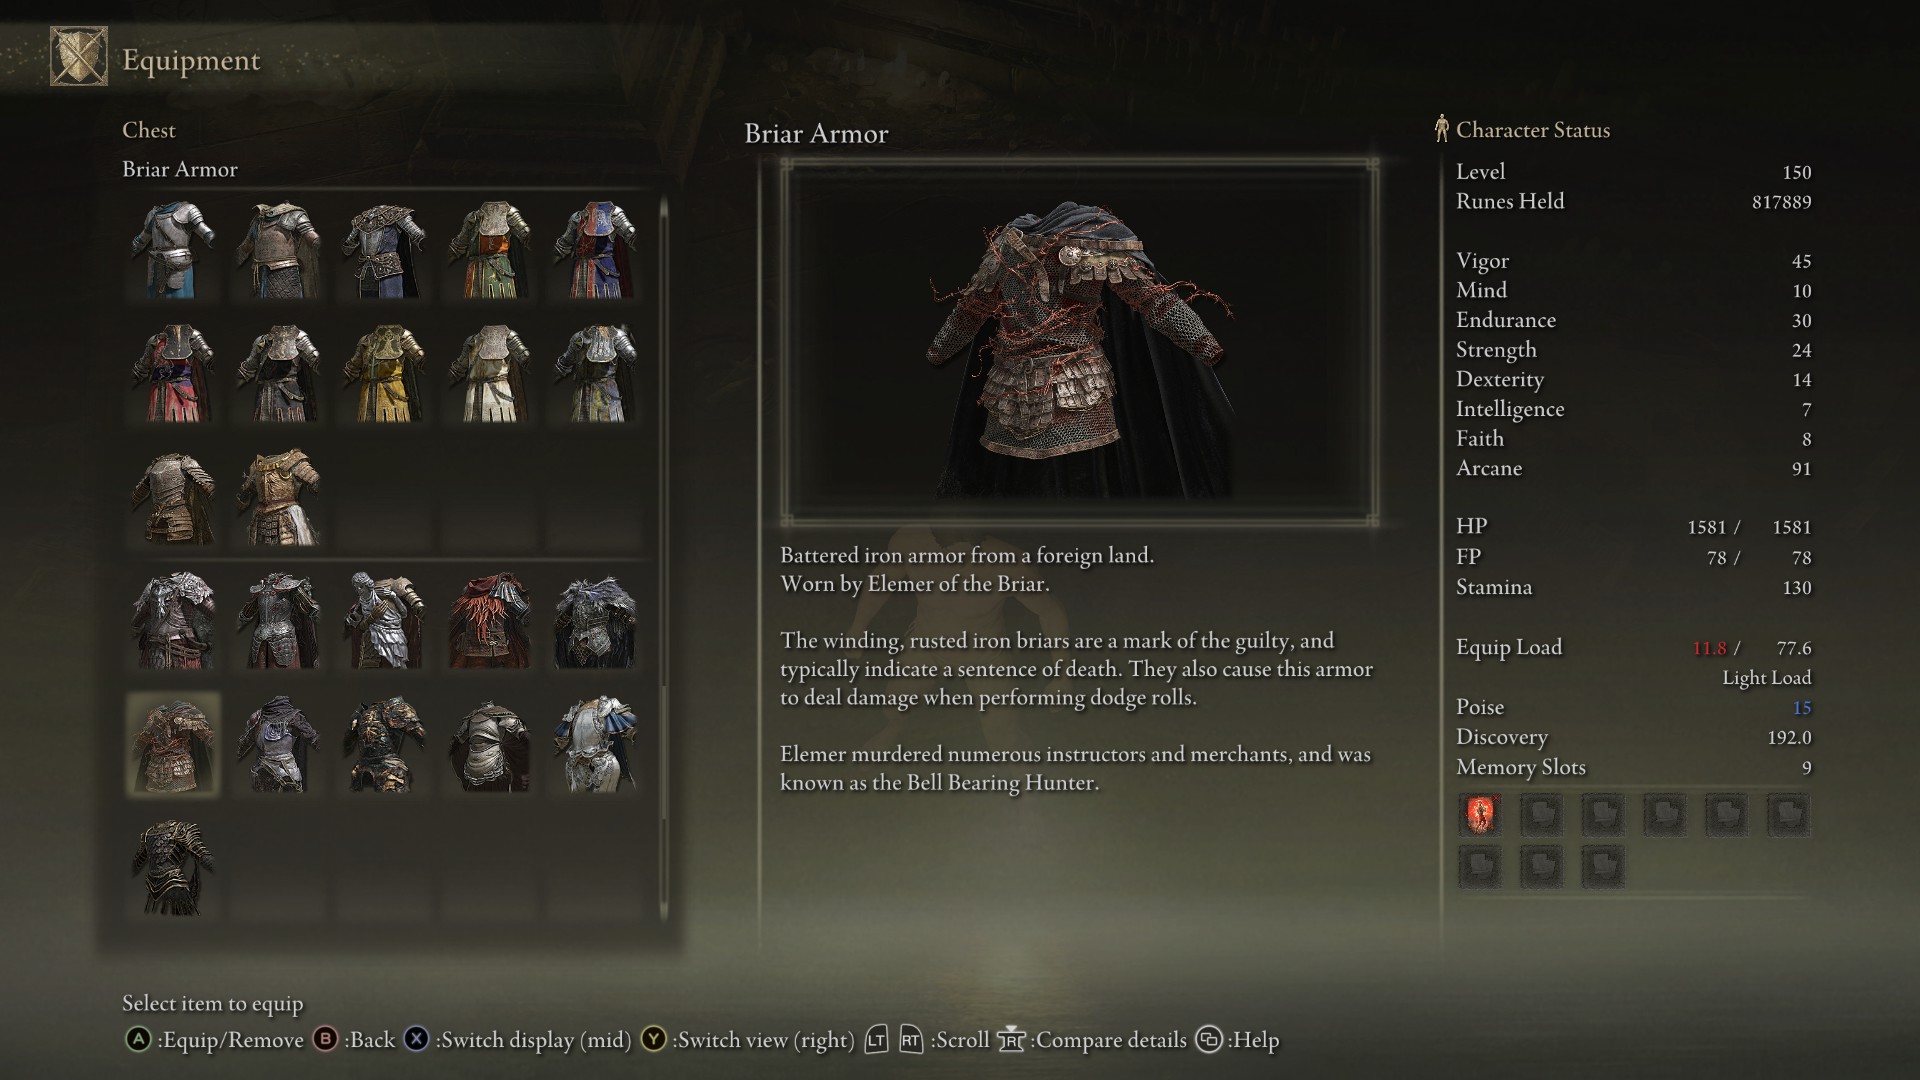 Equipment
Chest
Briar Armor
Briar Armor
Battered iron armor from a foreign land.
Worn by Elemer of the Briar.
The winding, rusted iron briars are a mark of the guilty, and
typically indicate a sentence of death. They also cause this armor
to deal damage when performing dodge rolls.
Elemer murdered numerous instructors and merchants, and was
known as the Bell Bearing Hunter.
Character Status
Level 150
Runes Held 817889
Vigor 45
Mind 10
Endurance 30
Strength 24
Dexterity 14
Intelligence 7
Faith 8
Arcane 91
HP 1581 / 1581
FP 78 / 78
Stamina 130
Equip Load 11.8 / 77.6
Light Load
Poise 15
Discovery 192.0
Memory Slots 9
Select item to equip
A :Equip/Remove B :Back X :Switch display (mid) Y :Switch view (right) LT RT :Scroll R :Compare details :Help